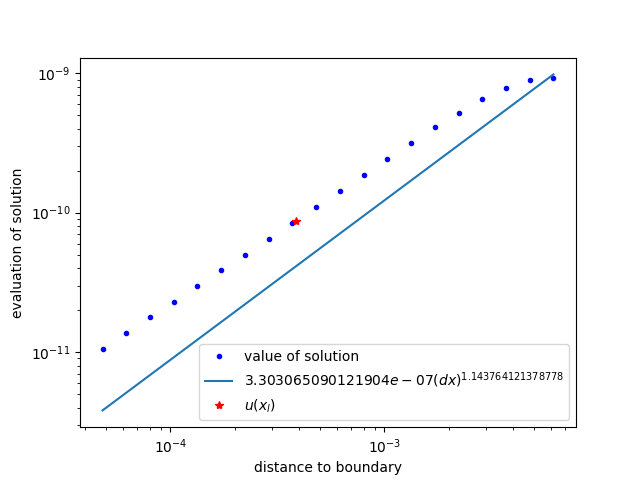 10⁻⁹
10⁻¹⁰
10⁻¹¹
evaluation of solution
value of solution
3.303065090121904e − 07(dx)¹·¹⁴³⁷⁶⁴¹²¹³⁷⁸⁷⁷⁸
u(xₗ)
10⁻⁴ 10⁻³
distance to boundary